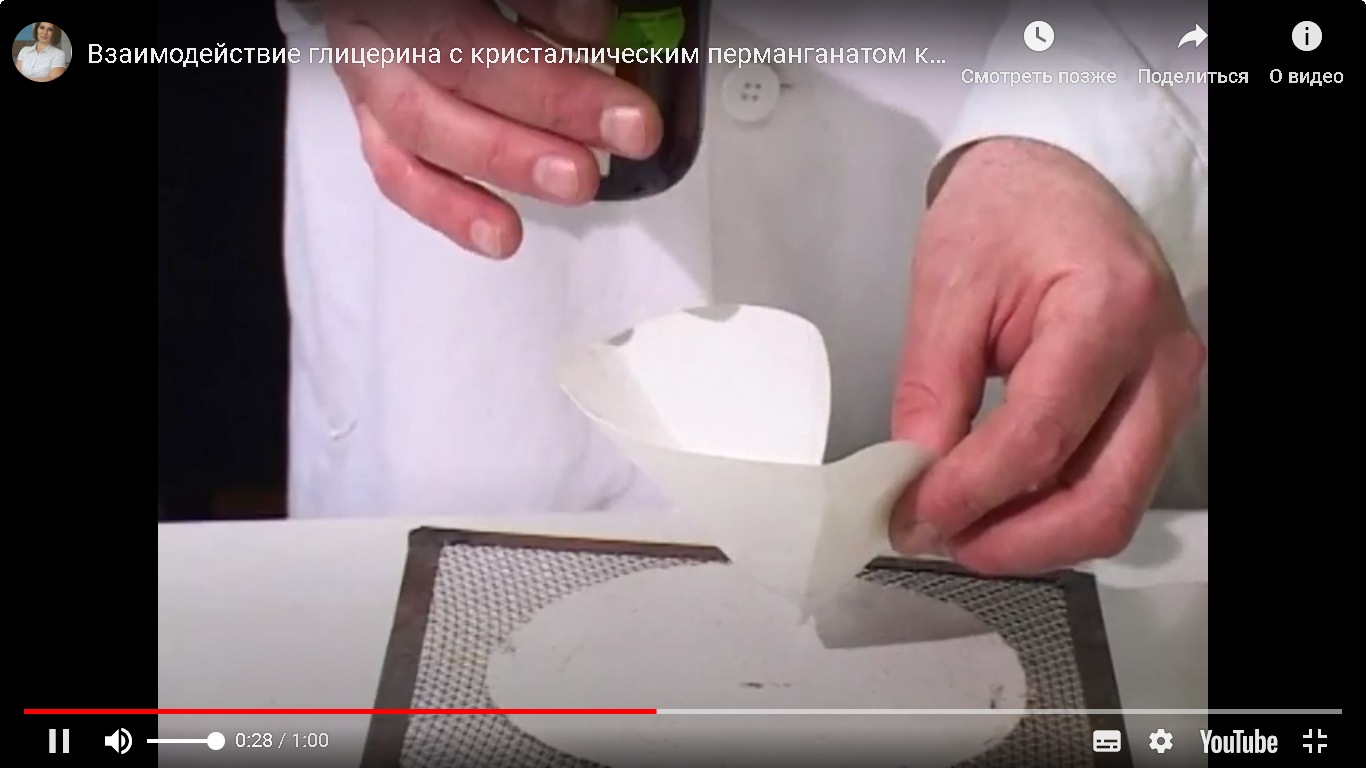 Взаимодействие глицерина с кристаллическим перманганатом к...
Смотреть позже
Поделиться
О видео
0:28 / 1:00
YouTube